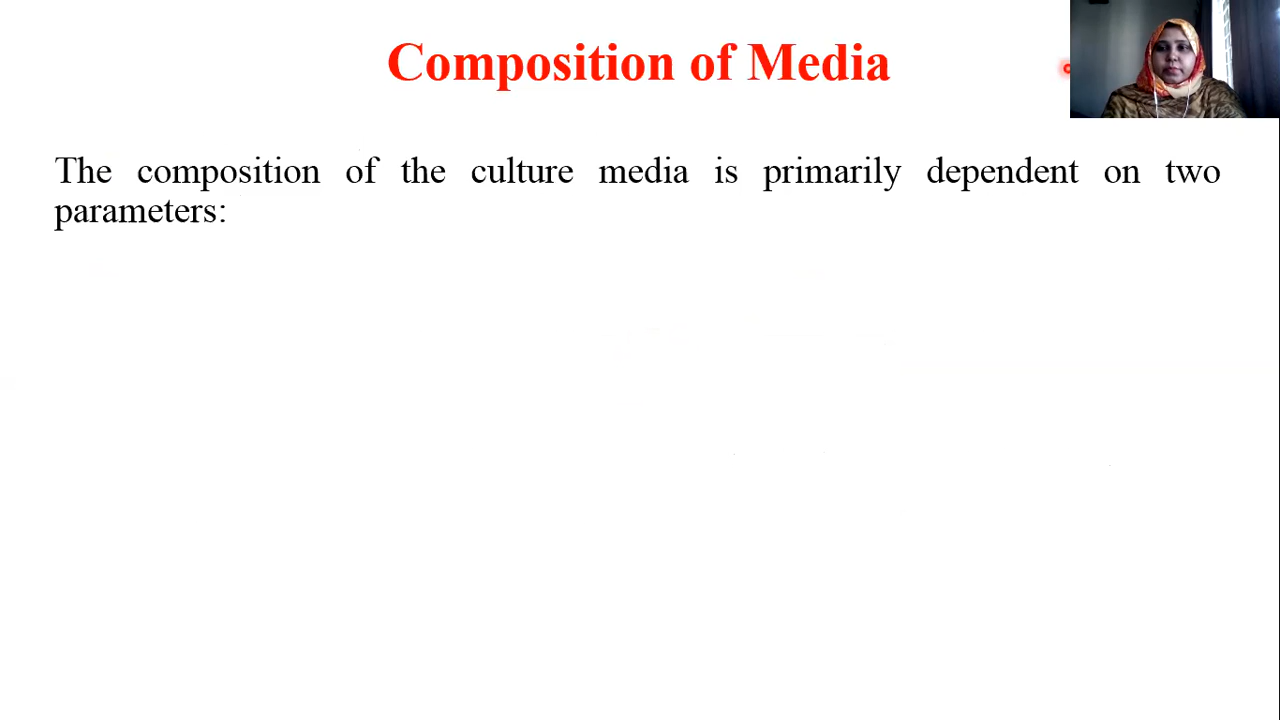 Composition of Media
The composition of the culture media is primarily dependent on two
parameters: